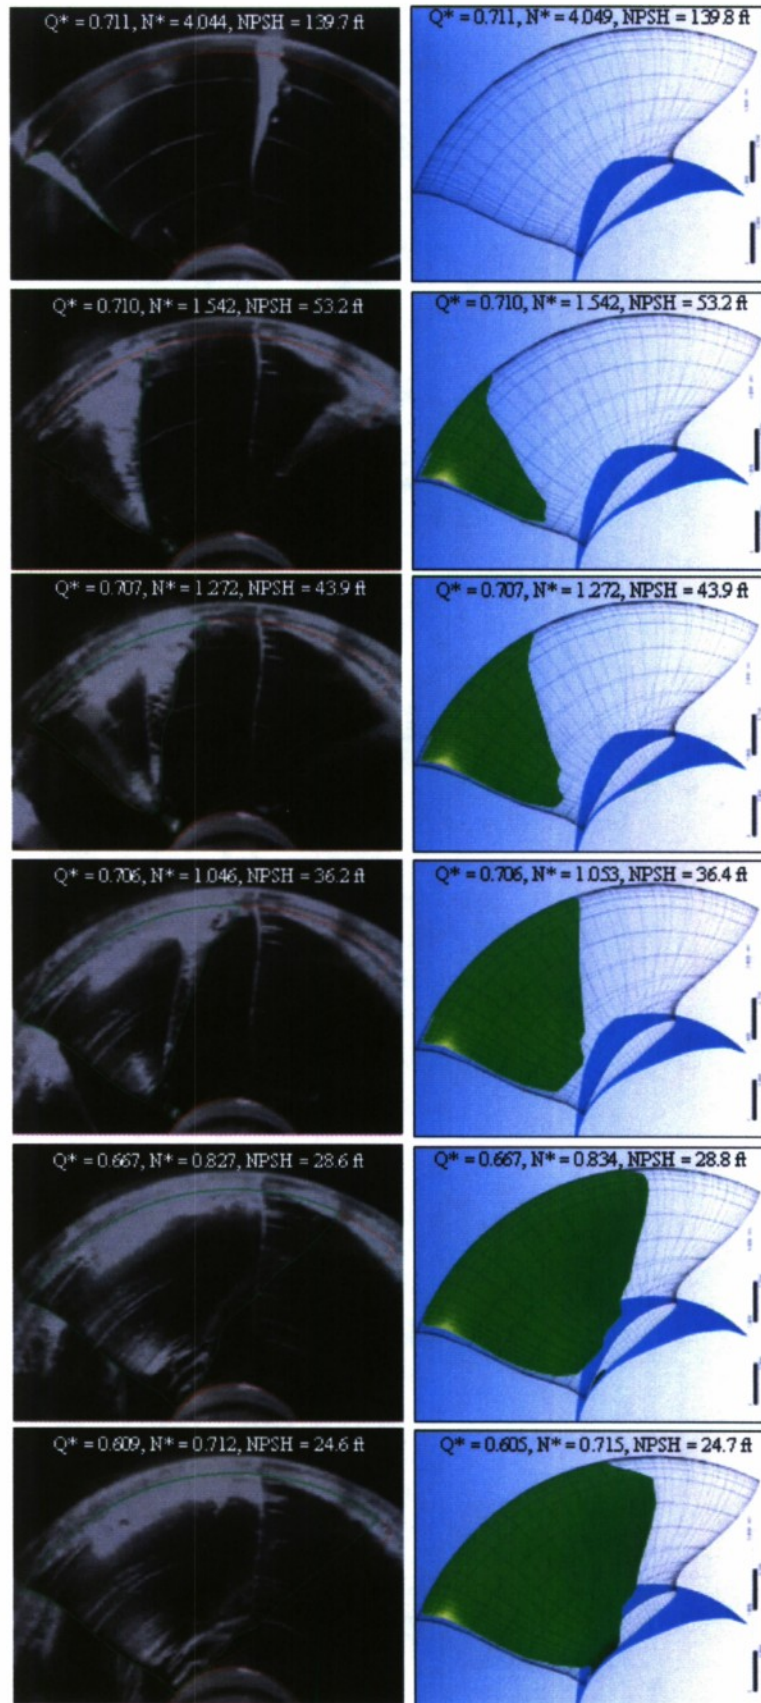 Q* = 0.711, N* = 4.044, NPSH = 139.7 ft
Q* = 0.711, N* = 4.049, NPSH = 139.8 ft
Q* = 0.710, N* = 1.542, NPSH = 53.2 ft
Q* = 0.710, N* = 1.542, NPSH = 53.2 ft
Q* = 0.707, N* = 1.272, NPSH = 43.9 ft
Q* = 0.707, N* = 1.272, NPSH = 43.9 ft
Q* = 0.706, N* = 1.046, NPSH = 36.2 ft
Q* = 0.706, N* = 1.053, NPSH = 36.4 ft
Q* = 0.667, N* = 0.827, NPSH = 28.6 ft
Q* = 0.667, N* = 0.834, NPSH = 28.8 ft
Q* = 0.609, N* = 0.712, NPSH = 24.6 ft
Q* = 0.605, N* = 0.715, NPSH = 24.7 ft